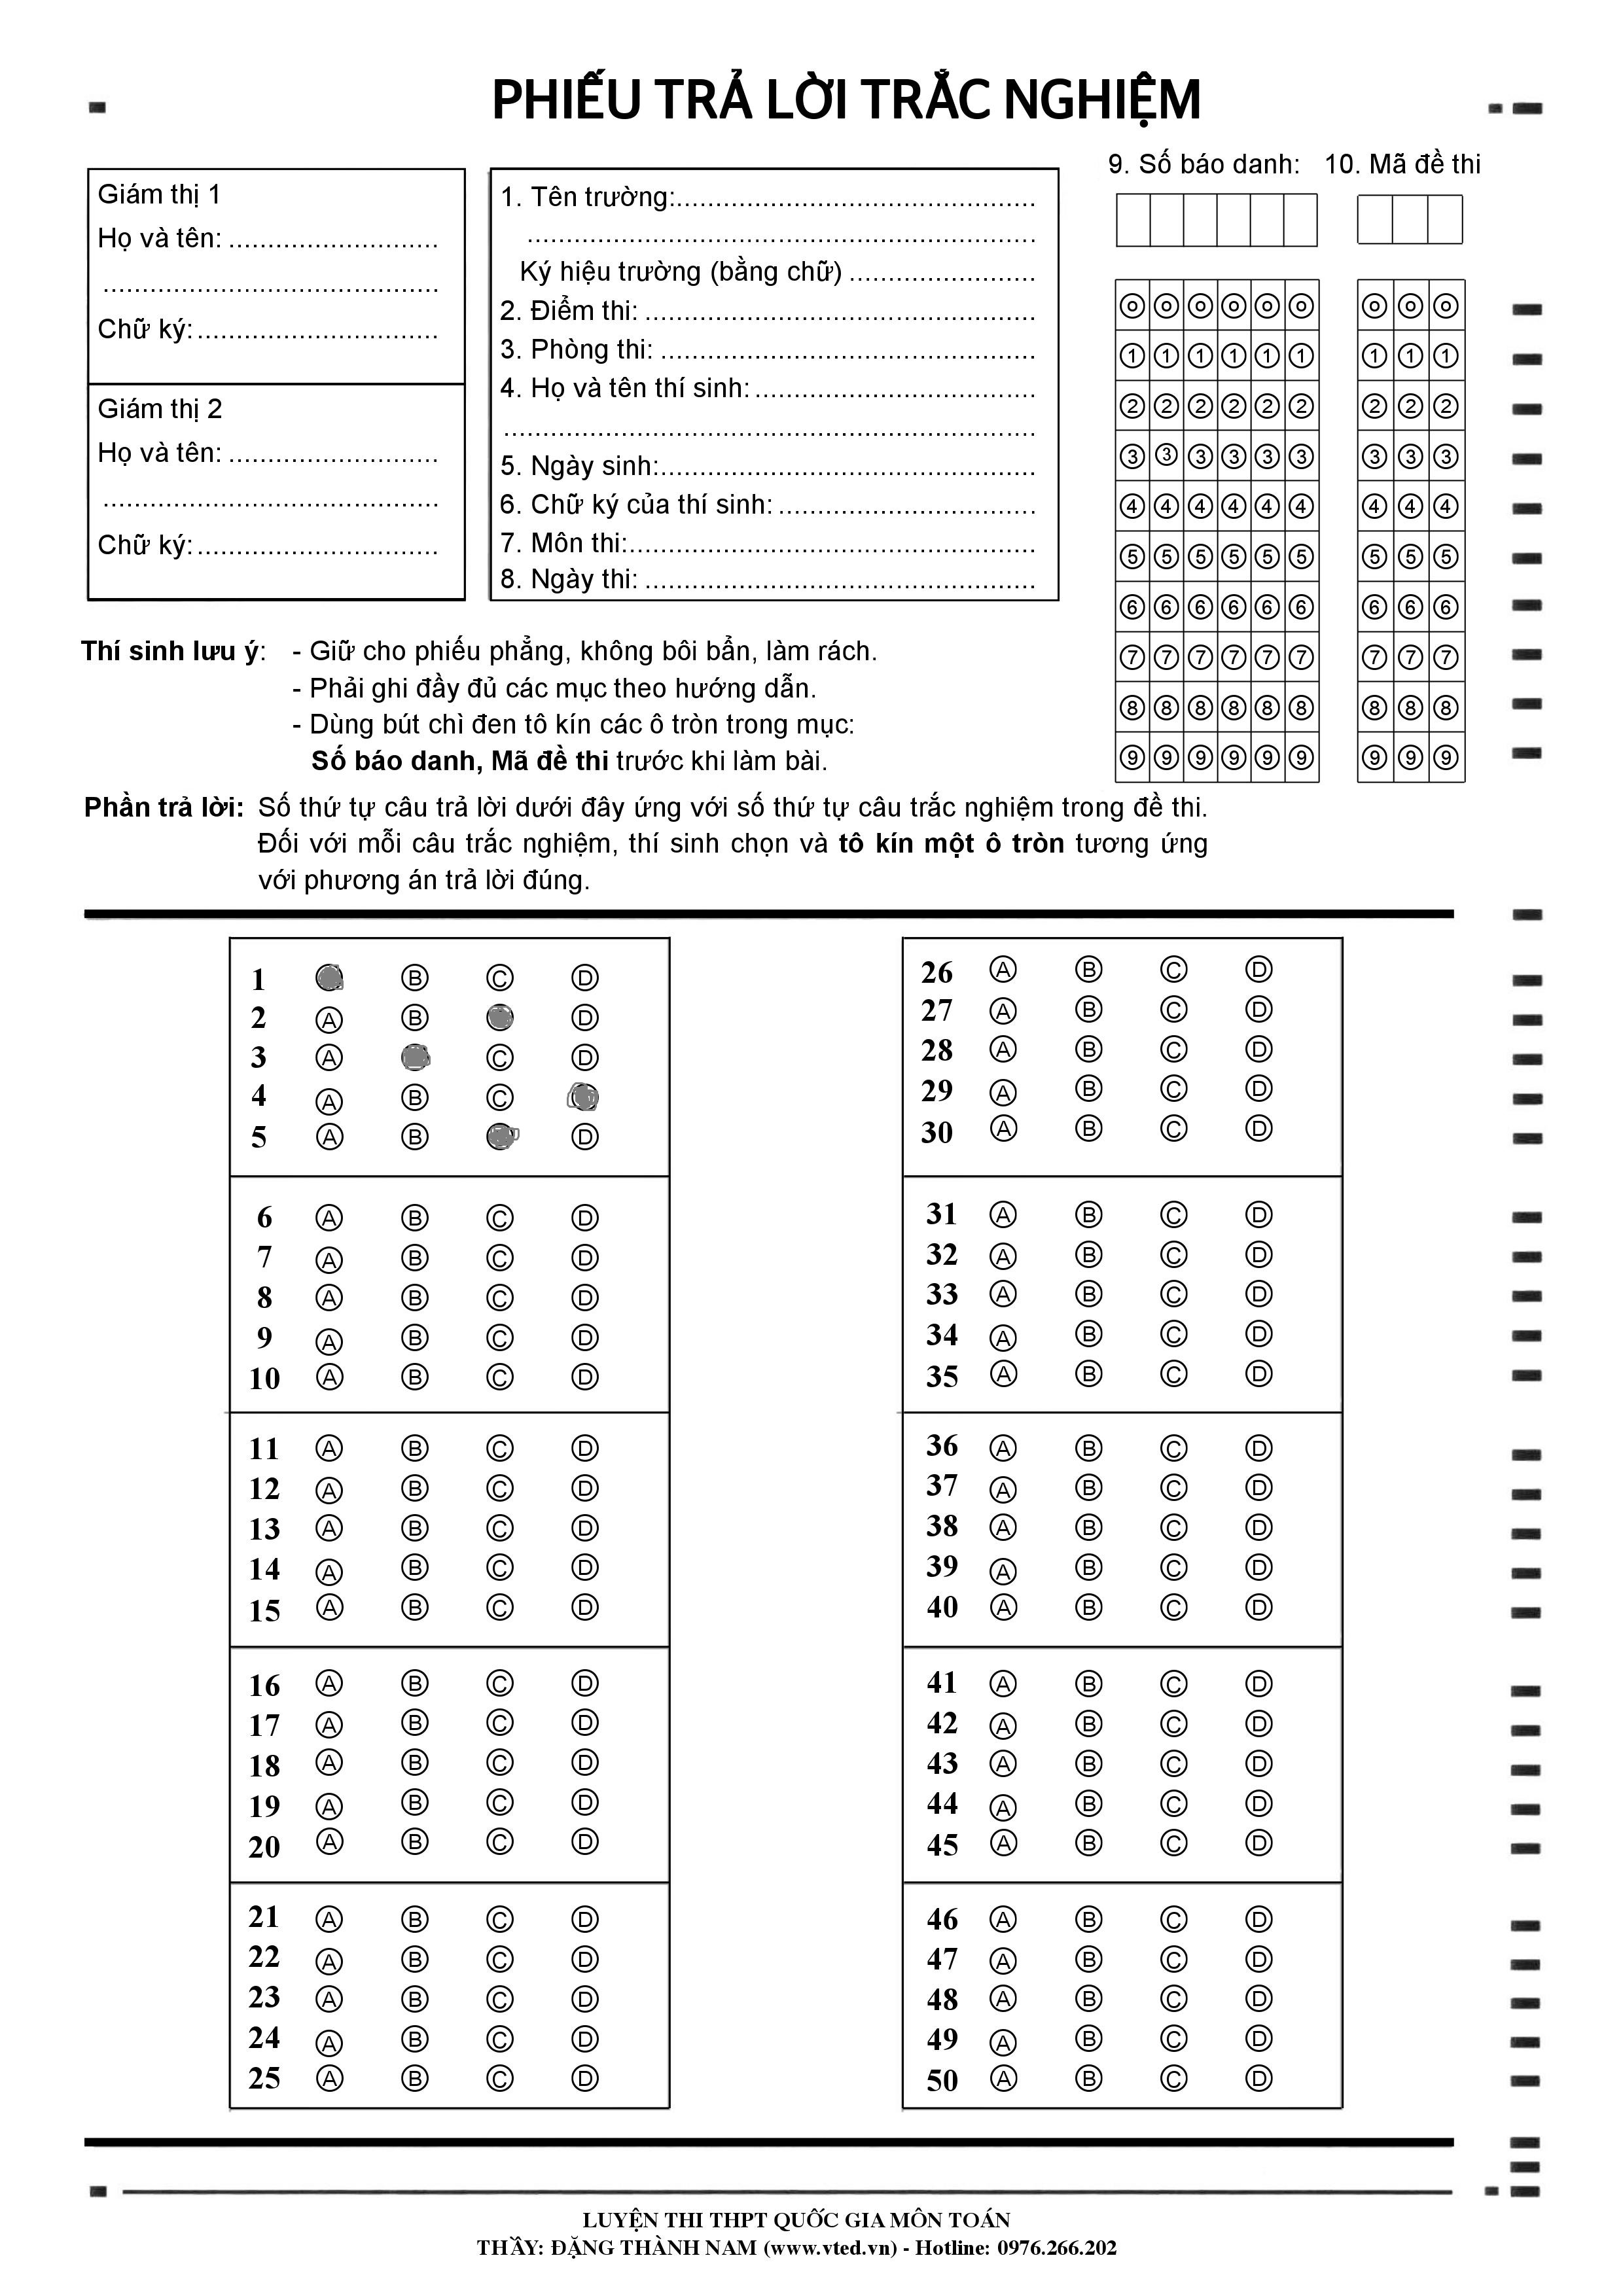 PHIẾU TRẢ LỜI TRẮC NGHIỆM
Giám thị 1
Họ và tên: ...........................
...........................................
Chữ ký: ...............................
Giám thị 2
Họ và tên: ...........................
...........................................
Chữ ký: ...............................
1. Tên trường:..............................................
.................................................................
Ký hiệu trường (bằng chữ) ........................
2. Điểm thi: ..................................................
3. Phòng thi: ................................................
4. Họ và tên thí sinh: ....................................
....................................................................
5. Ngày sinh:................................................
6. Chữ ký của thí sinh: .................................
7. Môn thi:....................................................
8. Ngày thi: ..................................................
9. Số báo danh: 10. Mã đề thi
0 0 0 0 0 0 0 0 0
1 1 1 1 1 1 1 1 1
2 2 2 2 2 2 2 2 2
3 3 3 3 3 3 3 3 3
4 4 4 4 4 4 4 4 4
5 5 5 5 5 5 5 5 5
6 6 6 6 6 6 6 6 6
7 7 7 7 7 7 7 7 7
8 8 8 8 8 8 8 8 8
9 9 9 9 9 9 9 9 9
Thí sinh lưu ý: - Giữ cho phiếu phẳng, không bôi bẩn, làm rách.
- Phải ghi đầy đủ các mục theo hướng dẫn.
- Dùng bút chì đen tô kín các ô tròn trong mục:
Số báo danh, Mã đề thi trước khi làm bài.
Phần trả lời: Số thứ tự câu trả lời dưới đây ứng với số thứ tự câu trắc nghiệm trong đề thi.
Đối với mỗi câu trắc nghiệm, thí sinh chọn và tô kín một ô tròn tương ứng
với phương án trả lời đúng.
1 B C D
2 A B D
3 A C D
4 A B C
5 A B D
6 A B C D
7 A B C D
8 A B C D
9 A B C D
10 A B C D
11 A B C D
12 A B C D
13 A B C D
14 A B C D
15 A B C D
16 A B C D
17 A B C D
18 A B C D
19 A B C D
20 A B C D
21 A B C D
22 A B C D
23 A B C D
24 A B C D
25 A B C D
26 A B C D
27 A B C D
28 A B C D
29 A B C D
30 A B C D
31 A B C D
32 A B C D
33 A B C D
34 A B C D
35 A B C D
36 A B C D
37 A B C D
38 A B C D
39 A B C D
40 A B C D
41 A B C D
42 A B C D
43 A B C D
44 A B C D
45 A B C D
46 A B C D
47 A B C D
48 A B C D
49 A B C D
50 A B C D
LUYỆN THI THPT QUỐC GIA MÔN TOÁN
THẦY: ĐẶNG THÀNH NAM (www.vted.vn) - Hotline: 0976.266.202